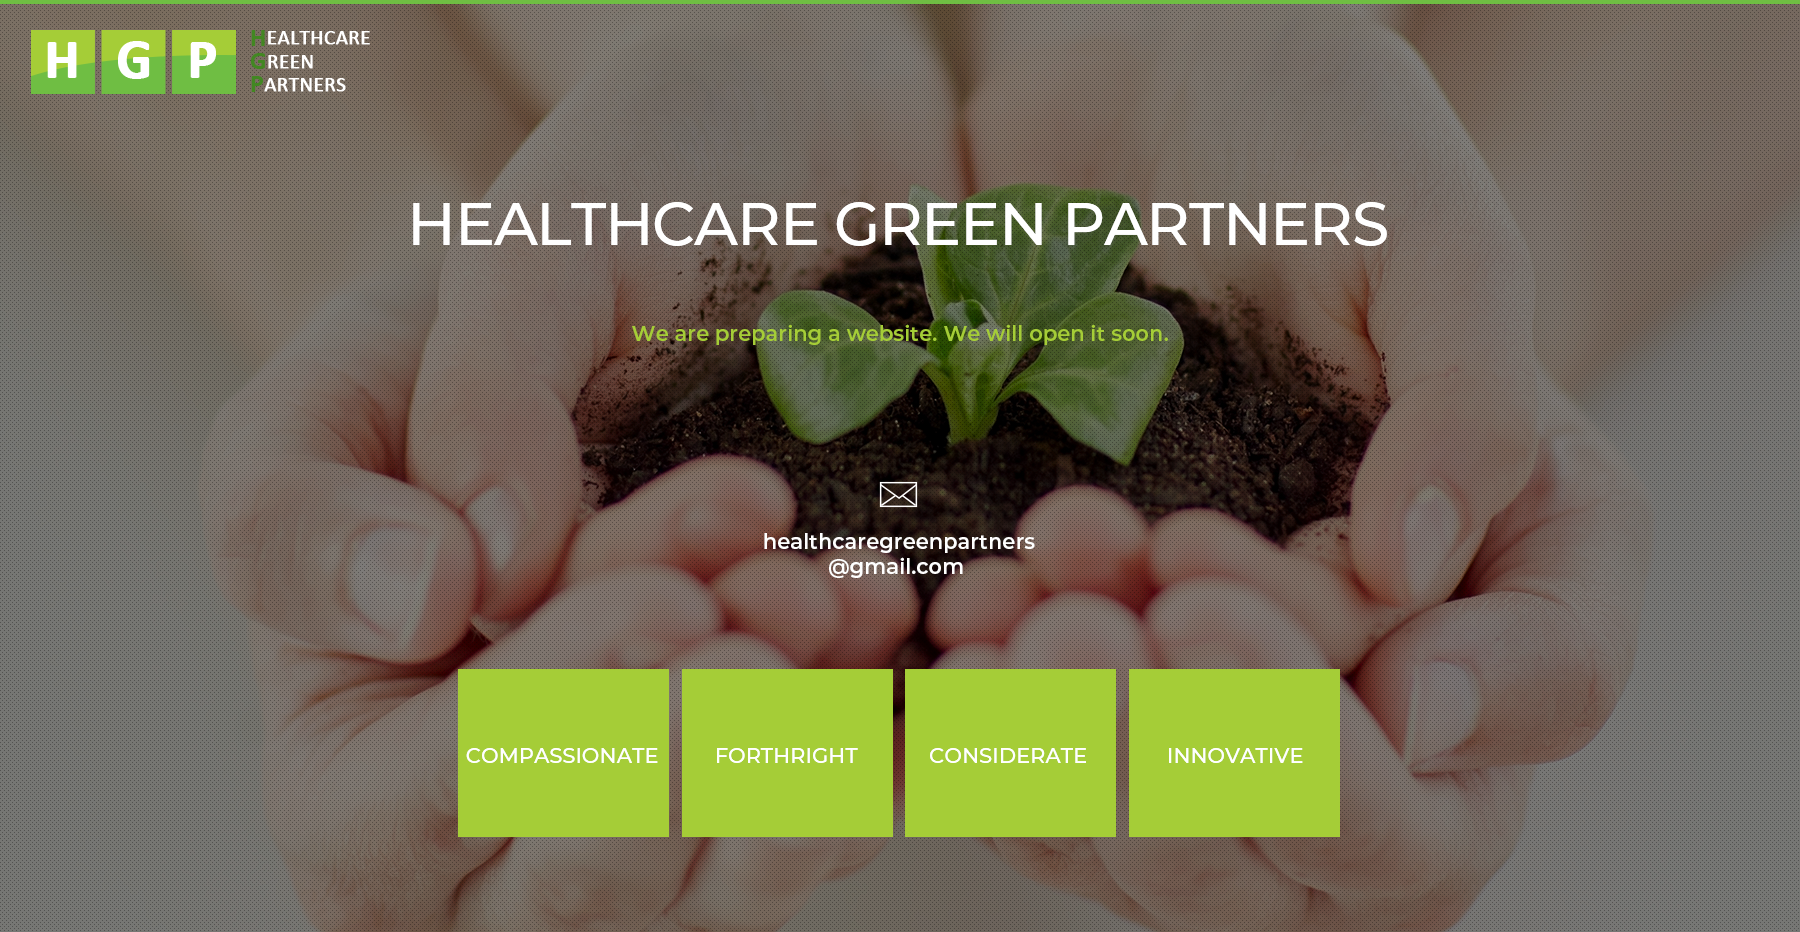 H G P
HEALTHCARE
GREEN
PARTNERS
HEALTHCARE GREEN PARTNERS
We are preparing a website. We will open it soon.
healthcaregreenpartners
@gmail.com
COMPASSIONATE
FORTHRIGHT
CONSIDERATE
INNOVATIVE